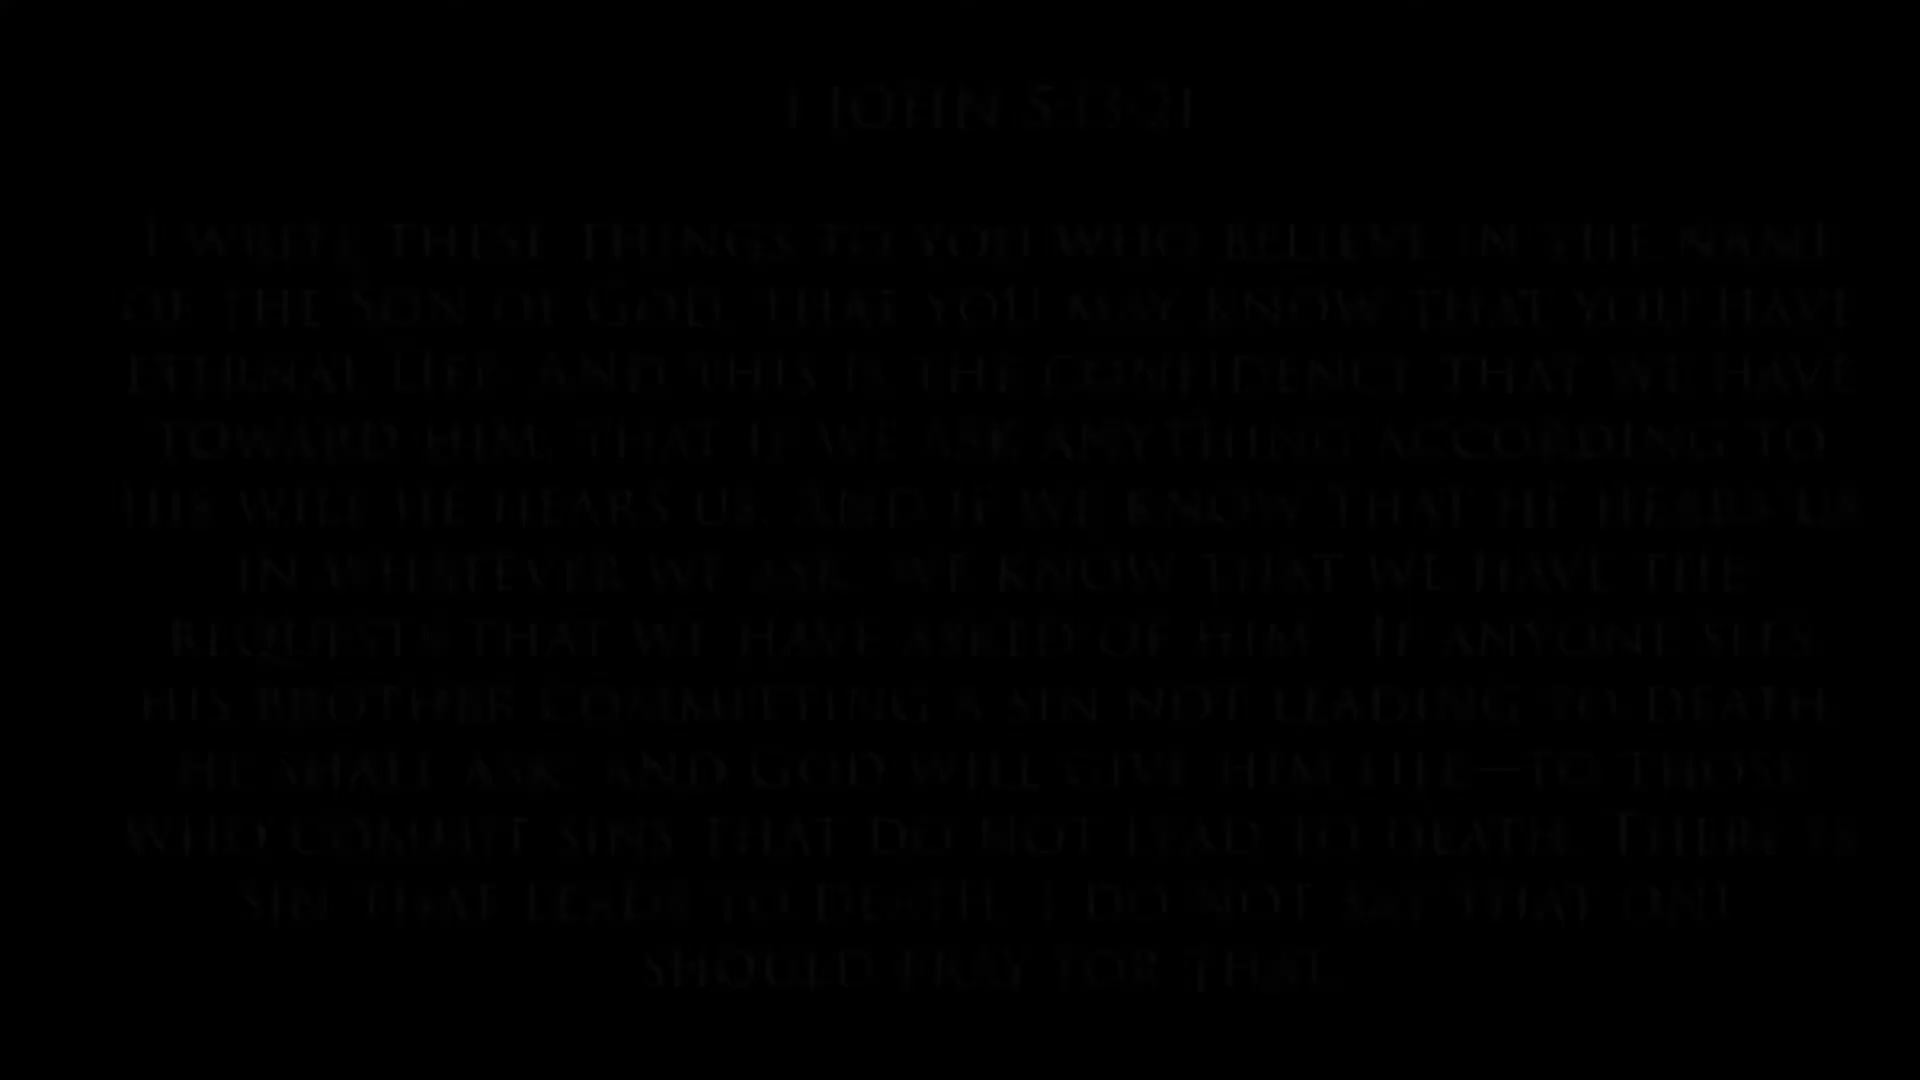 1 John 5:13-21
I write these things to you who believe in the name
of the Son of God, that you may know that you have
eternal life. And this is the confidence that we have
toward him, that if we ask anything according to
his will he hears us. And if we know that he hears us
in whatever we ask, we know that we have the
requests that we have asked of him. If anyone sees
his brother committing a sin not leading to death,
he shall ask, and God will give him life—to those
who commit sins that do not lead to death. There is
sin that leads to death; I do not say that one
should pray for that.